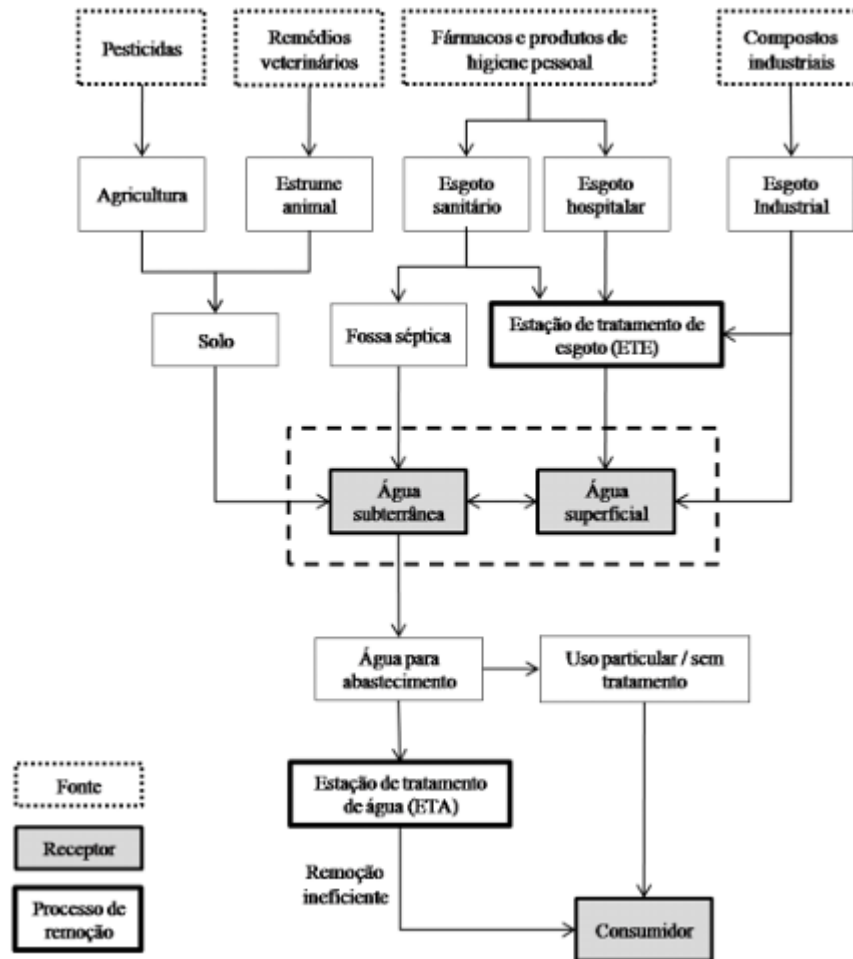 Pesticidas
Remédios
veterinários
Fármacos e produtos de
higiene pessoal
Compostos
industriais
Agricultura
Estrume
animal
Esgoto
sanitário
Esgoto
hospitalar
Esgoto
Industrial
Solo
Fossa séptica
Estação de tratamento de
esgoto (ETE)
Água
subterrânea
Água
superficial
Água para
abastecimento
Uso particular / sem
tratamento
Fonte
Estação de tratamento
de água (ETA)
Receptor
Remoção
ineficiente
Processo de
remoção
Consumidor